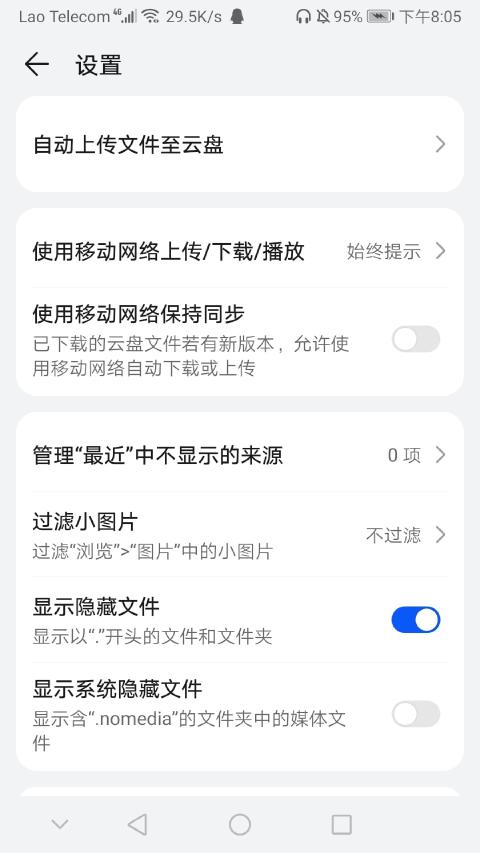 Lao Telecom 4G 29.5K/s 95% 下午8:05
设置
自动上传文件至云盘
使用移动网络上传/下载/播放 始终提示
使用移动网络保持同步
已下载的云盘文件若有新版本，允许使
用移动网络自动下载或上传
管理“最近”中不显示的来源 0 项
过滤小图片
过滤“浏览”>“图片”中的小图片 不过滤
显示隐藏文件
显示以“.”开头的文件和文件夹
显示系统隐藏文件
显示含“.nomedia”的文件夹中的媒体文
件